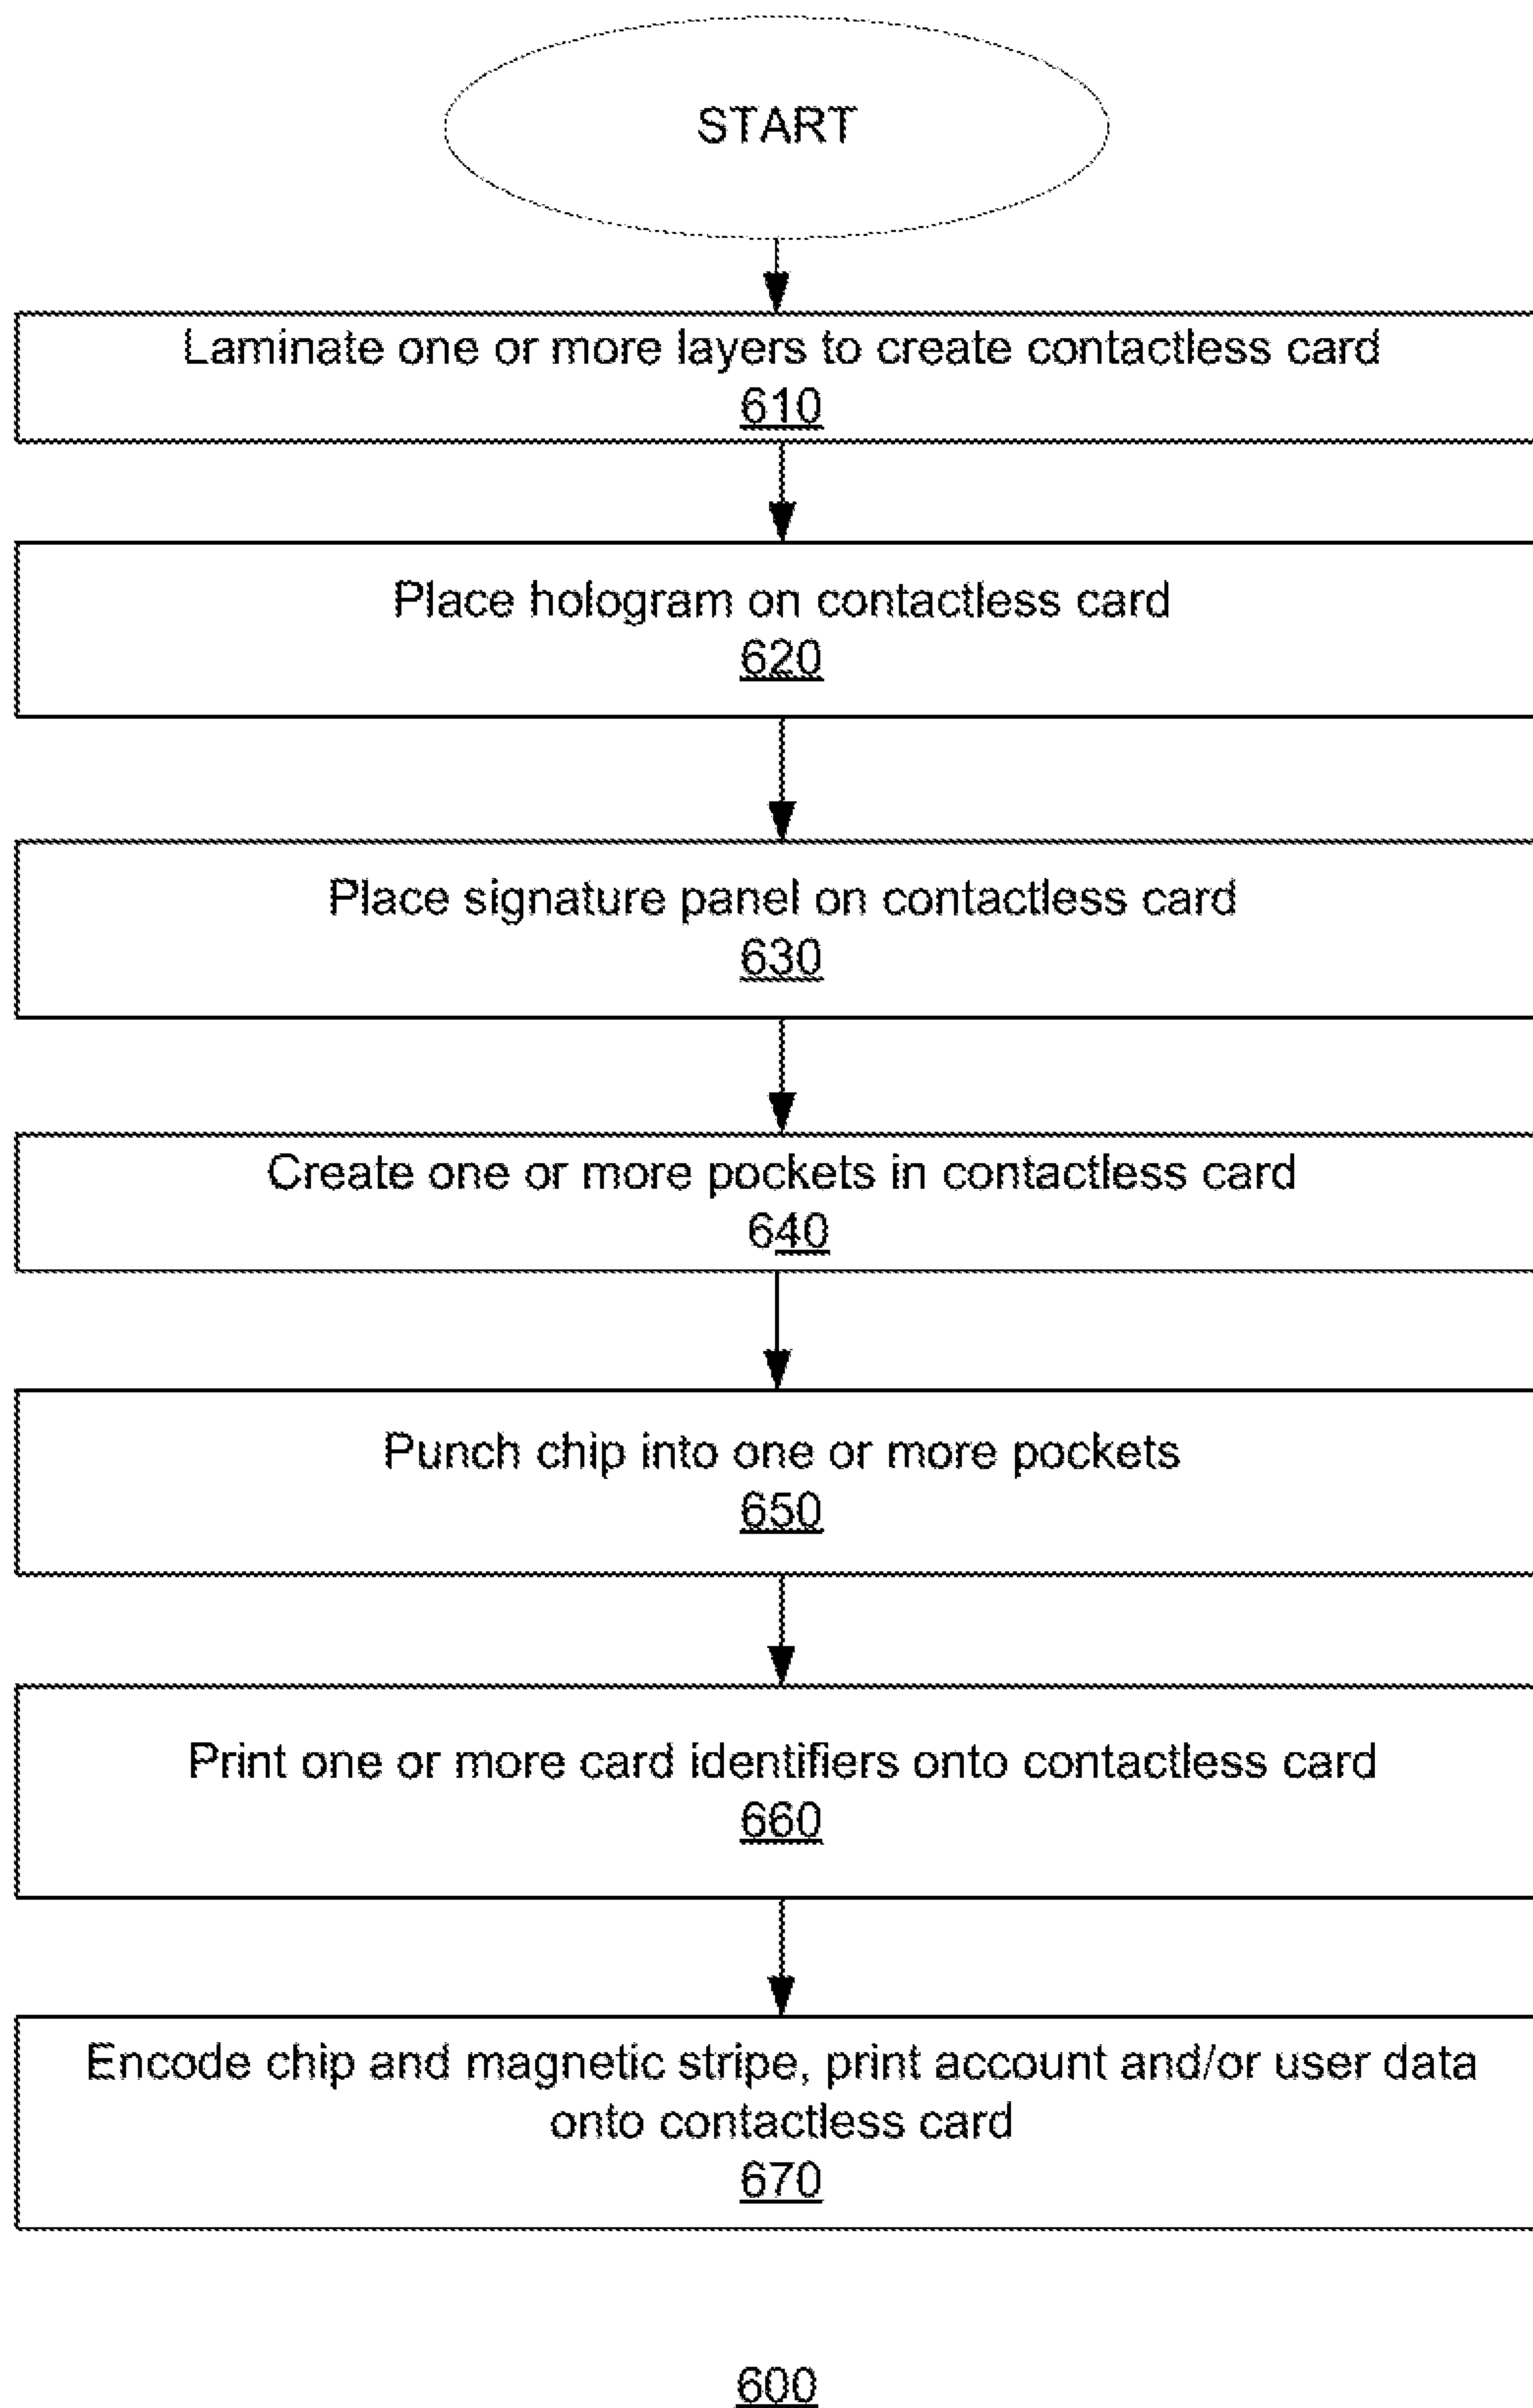 START
Laminate one or more layers to create contactless card
610
Place hologram on contactless card
620
Place signature panel on contactless card
630
Create one or more pockets in contactless card
640
Punch chip into one or more pockets
650
Print one or more card identifiers onto contactless card
660
Encode chip and magnetic stripe, print account and/or user data
onto contactless card
670
600